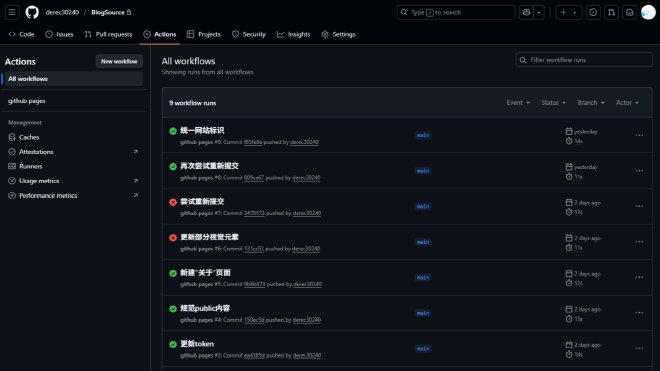 derec30240 / BlogSource
Type / to search
Code Issues Pull requests Actions Projects Security Insights Settings
Actions
New workflow
All workflows
github pages
Management
Caches
Attestations
Runners
Usage metrics
Performance metrics
All workflows
Showing runs from all workflows
Filter workflow runs
9 workflow runs
Event Status Branch Actor
统一网站标识
github pages #9: Commit pushed by derec30240
main
yesterday
14s
再次尝试重新提交
github pages #8: Commit 809ca67 pushed by derec30240
main
yesterday
11s
尝试重新提交
github pages #7: Commit 3475573 pushed by derec30240
main
2 days ago
13s
更新部分视觉元素
github pages #6: Commit 131cc53 pushed by derec30240
main
2 days ago
11s
新建"关于"页面
github pages #5: Commit 9b6b673 pushed by derec30240
main
2 days ago
12s
规范public内容
github pages #4: Commit 150ec5d pushed by derec30240
main
2 days ago
15s
更新token
github pages #3: Commit ea4385d pushed by derec30240
main
2 days ago
14s